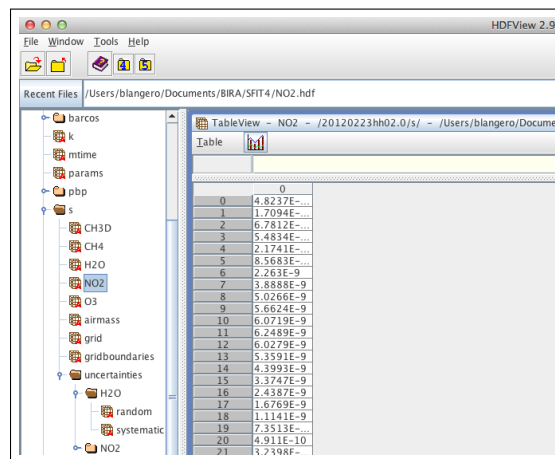 HDFView 2.9
File Window Tools Help
4 5
Recent Files /Users/blangero/Documents/BIRA/SFIT4/NO2.hdf
barcos
k
mtime
params
pbp
s
CH3D
CH4
H2O
NO2
O3
airmass
grid
gridboundaries
uncertainties
H2O
random
systematic
NO2
TableView - NO2 - /20120223hh02.0/s/ - /Users/blangero/Docume
Table
0
0 4.8237E-...
1 1.7094E-...
2 6.7812E-...
3 5.4834E-...
4 2.1741E-...
5 8.5683E-...
6 2.263E-9
7 3.8888E-9
8 5.0266E-9
9 5.6624E-9
10 6.0719E-9
11 6.2489E-9
12 6.0279E-9
13 5.3591E-9
14 4.3993E-9
15 3.3747E-9
16 2.4387E-9
17 1.6769E-9
18 1.1141E-9
19 7.3513E-...
20 4.911E-10
21 3.2398E-...